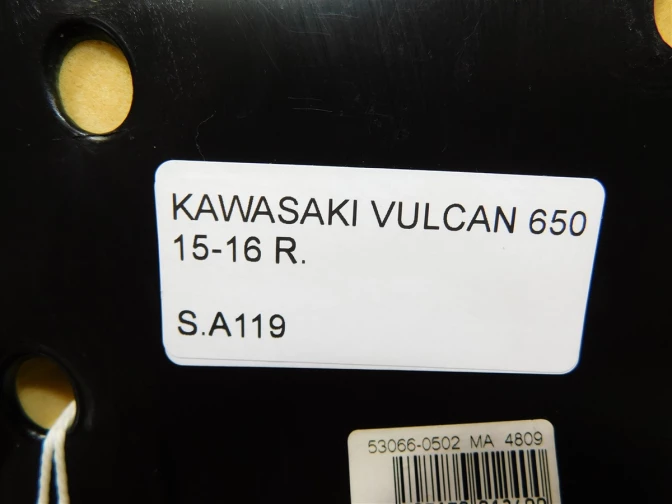 KAWASAKI VULCAN 650
15-16 R.
S.A119
53066-0502 MA 4809